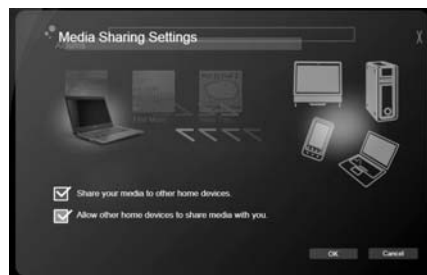 Media Sharing Settings
X
Share your media to other home devices.
Allow other home devices to share media with you.
OK
Cancel